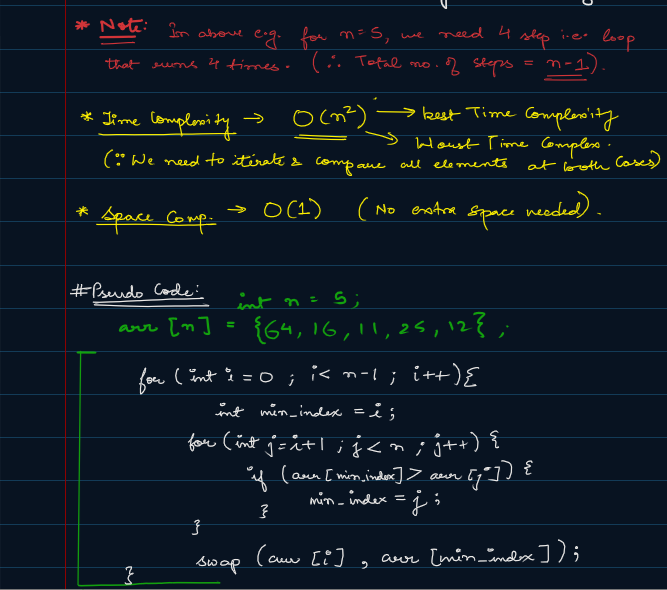 * Note: In above e.g. for n=5, we need 4 step i.e. loop
that runs 4 times. (∴ Total no. of steps = n-1).
* Time Complexity → O(n²) → best Time Complexity
→ Worst Time Complex.
(∵ We need to iterate & compare all elements at both cases)
* Space Comp. → O(1) (No extra space needed).
# Pseudo Code:
int n = 5;
arr [n] = {64, 16, 11, 25, 12};
for (int i = 0 ; i < n-1 ; i++){
int min_index = i;
for (int j=i+1 ; j < n ; j++) {
if (arr [min_index] > arr [j]) {
min_index = j;
}
}
swap (arr [i] , arr [min_index]);
}